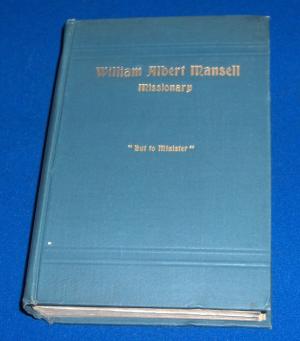 William Albert Mansell
Missionary
"But to Minister"